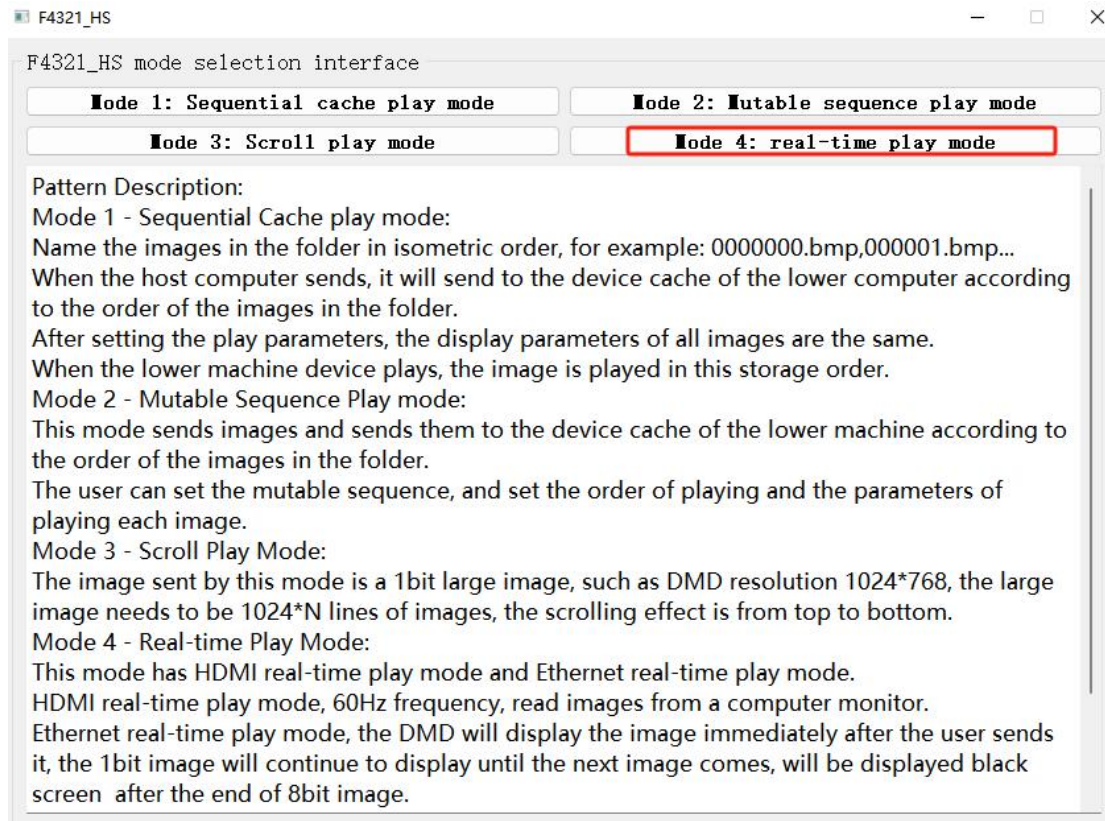 F4321_HS
F4321_HS mode selection interface
Mode 1: Sequential cache play mode
Mode 2: Mutable sequence play mode
Mode 3: Scroll play mode
Mode 4: real-time play mode
Pattern Description:
Mode 1 - Sequential Cache play mode:
Name the images in the folder in isometric order, for example: 0000000.bmp,000001.bmp...
When the host computer sends, it will send to the device cache of the lower computer according
to the order of the images in the folder.
After setting the play parameters, the display parameters of all images are the same.
When the lower machine device plays, the image is played in this storage order.
Mode 2 - Mutable Sequence Play mode:
This mode sends images and sends them to the device cache of the lower machine according to
the order of the images in the folder.
The user can set the mutable sequence, and set the order of playing and the parameters of
playing each image.
Mode 3 - Scroll Play Mode:
The image sent by this mode is a 1bit large image, such as DMD resolution 1024*768, the large
image needs to be 1024*N lines of images, the scrolling effect is from top to bottom.
Mode 4 - Real-time Play Mode:
This mode has HDMI real-time play mode and Ethernet real-time play mode.
HDMI real-time play mode, 60Hz frequency, read images from a computer monitor.
Ethernet real-time play mode, the DMD will display the image immediately after the user sends
it, the 1bit image will continue to display until the next image comes, will be displayed black
screen  after the end of 8bit image.